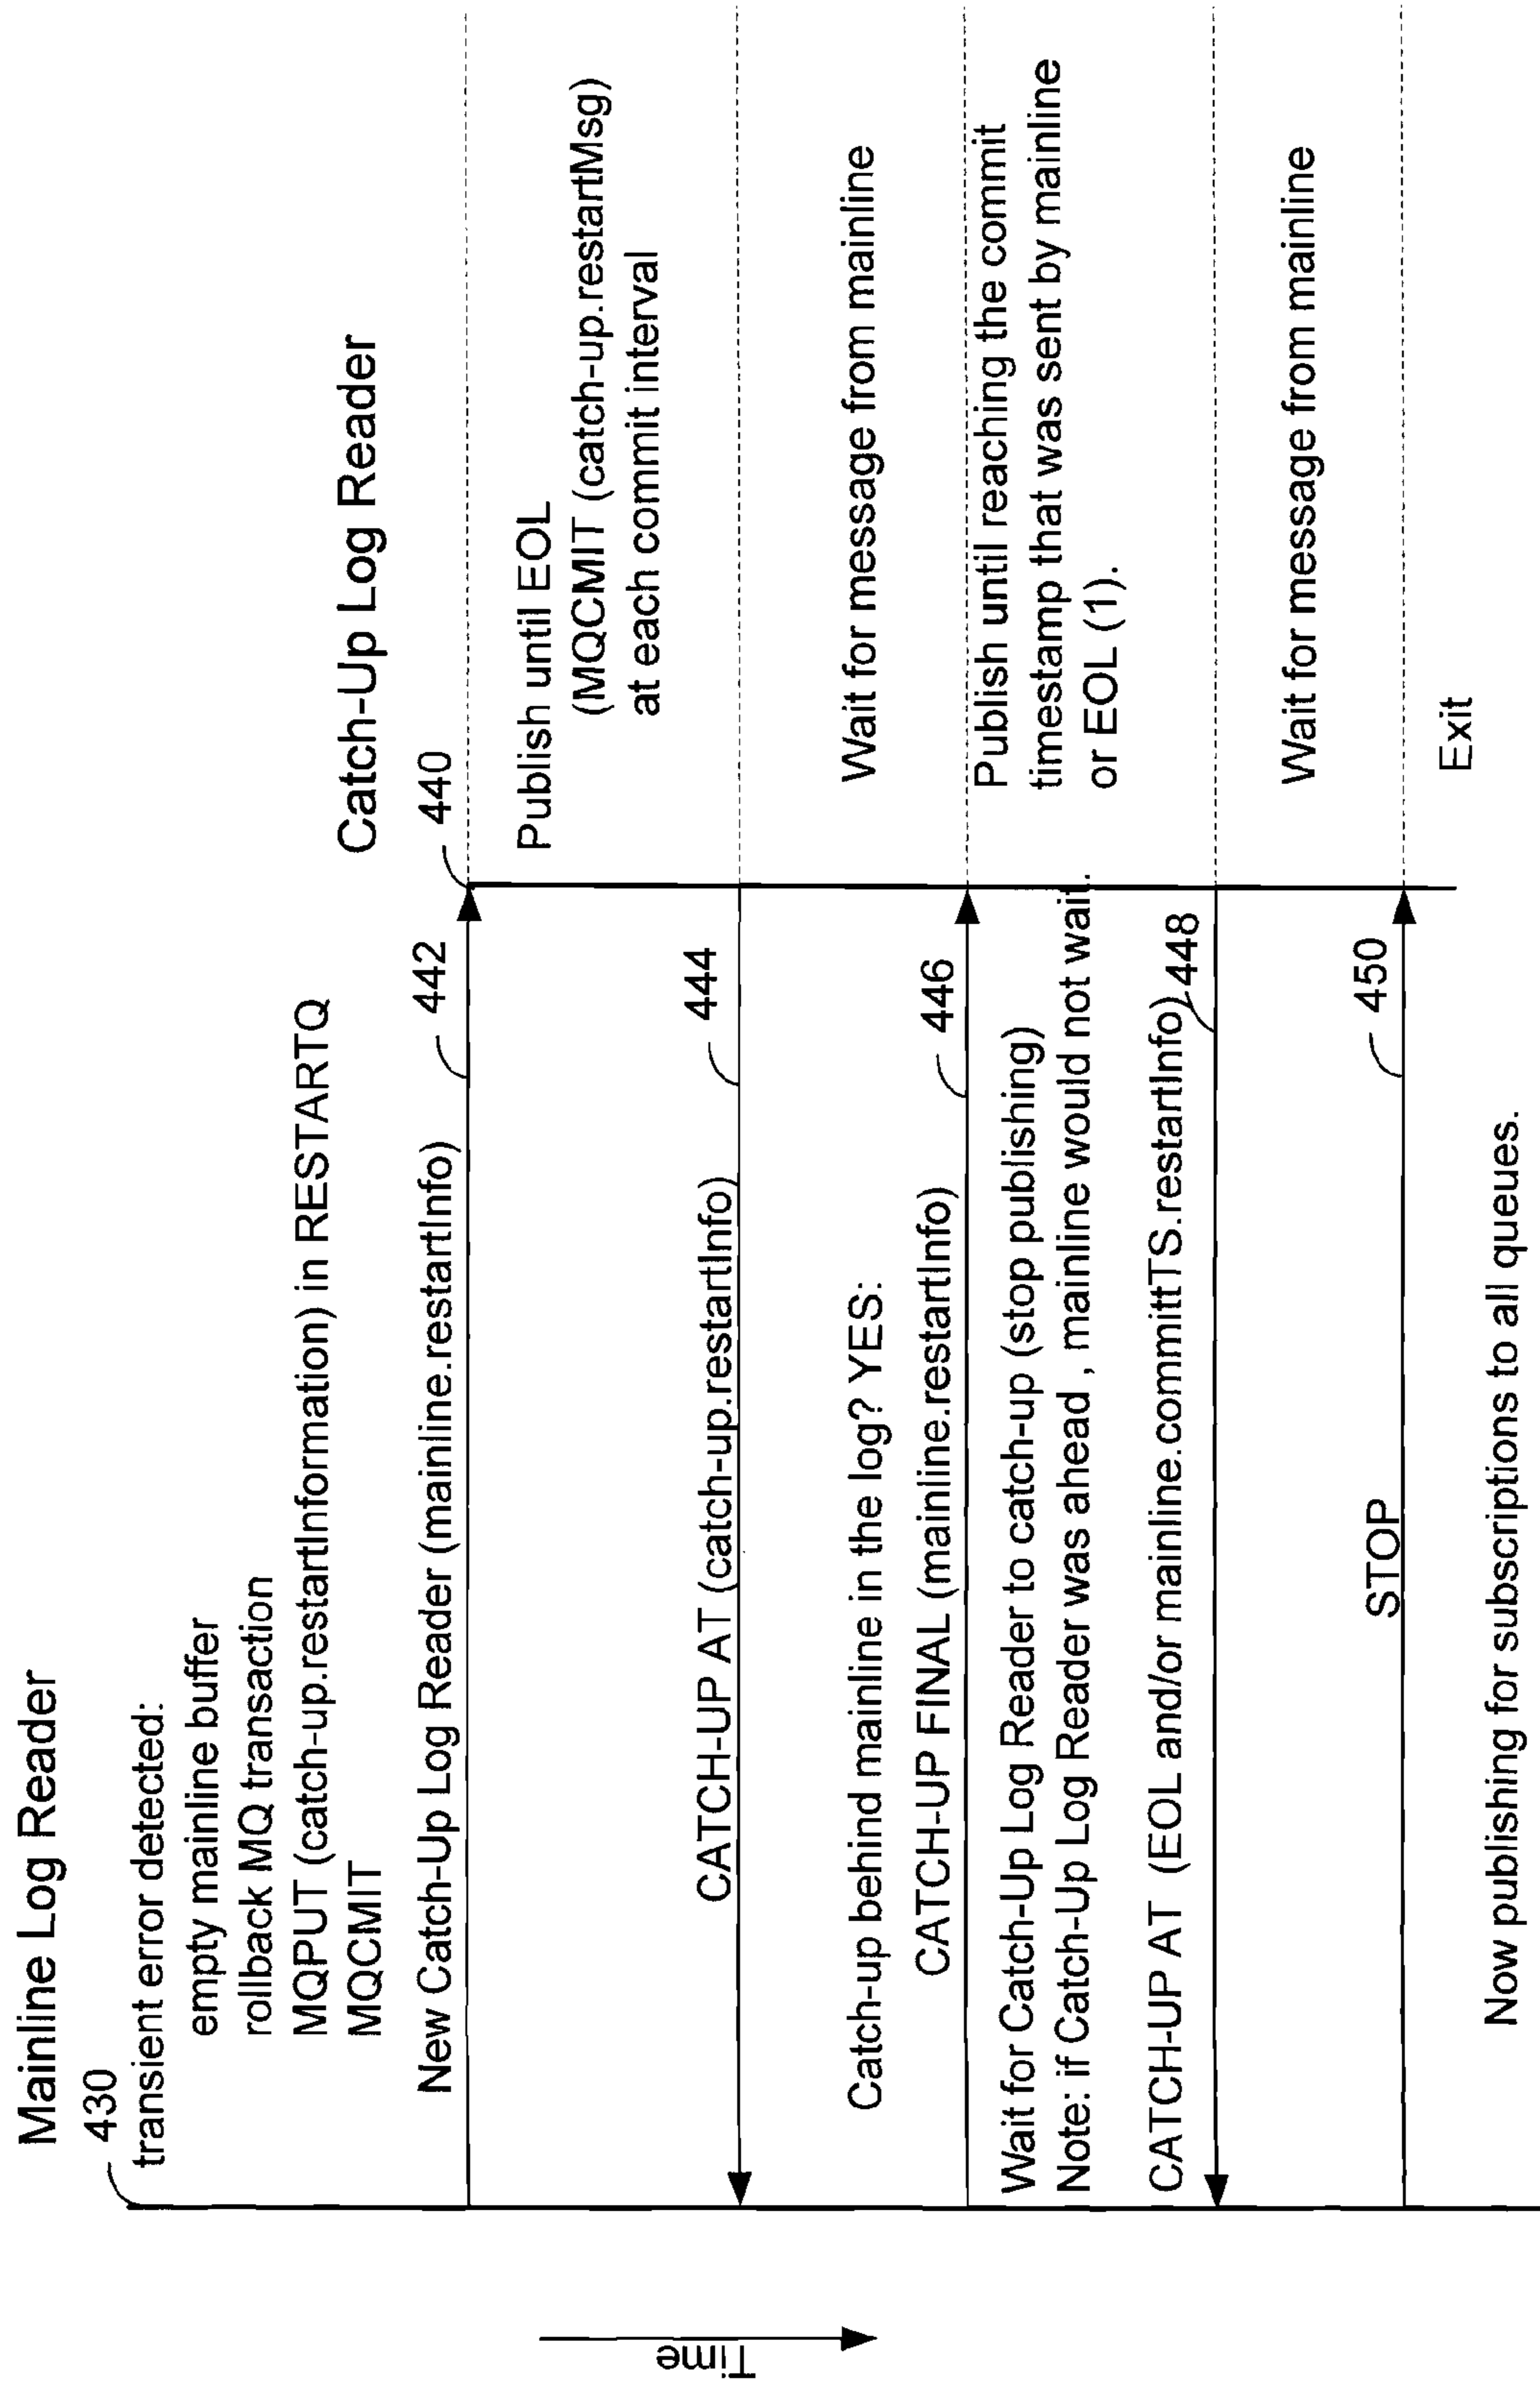 Mainline Log Reader
430
transient error detected:
empty mainline buffer
rollback MQ transaction
MQPUT (catch-up.restartInformation) in RESTARTQ
MQCMIT
Catch-Up Log Reader
440
New Catch-Up Log Reader (mainline.restartInfo)
442
Publish until EOL
(MQCMIT (catch-up.restartMsg)
at each commit interval
Time
CATCH-UP AT (catch-up.restartInfo)
444
Wait for message from mainline
Catch-up behind mainline in the log? YES:
CATCH-UP FINAL (mainline.restartInfo)
446
Wait for Catch-Up Log Reader to catch-up (stop publishing)
Note: if Catch-Up Log Reader was ahead , mainline would not wait.
Publish until reaching the commit
timestamp that was sent by mainline
or EOL (1).
CATCH-UP AT (EOL and/or mainline.committTS.restartInfo)
448
Wait for message from mainline
STOP
450
Exit
Now publishing for subscriptions to all queues.